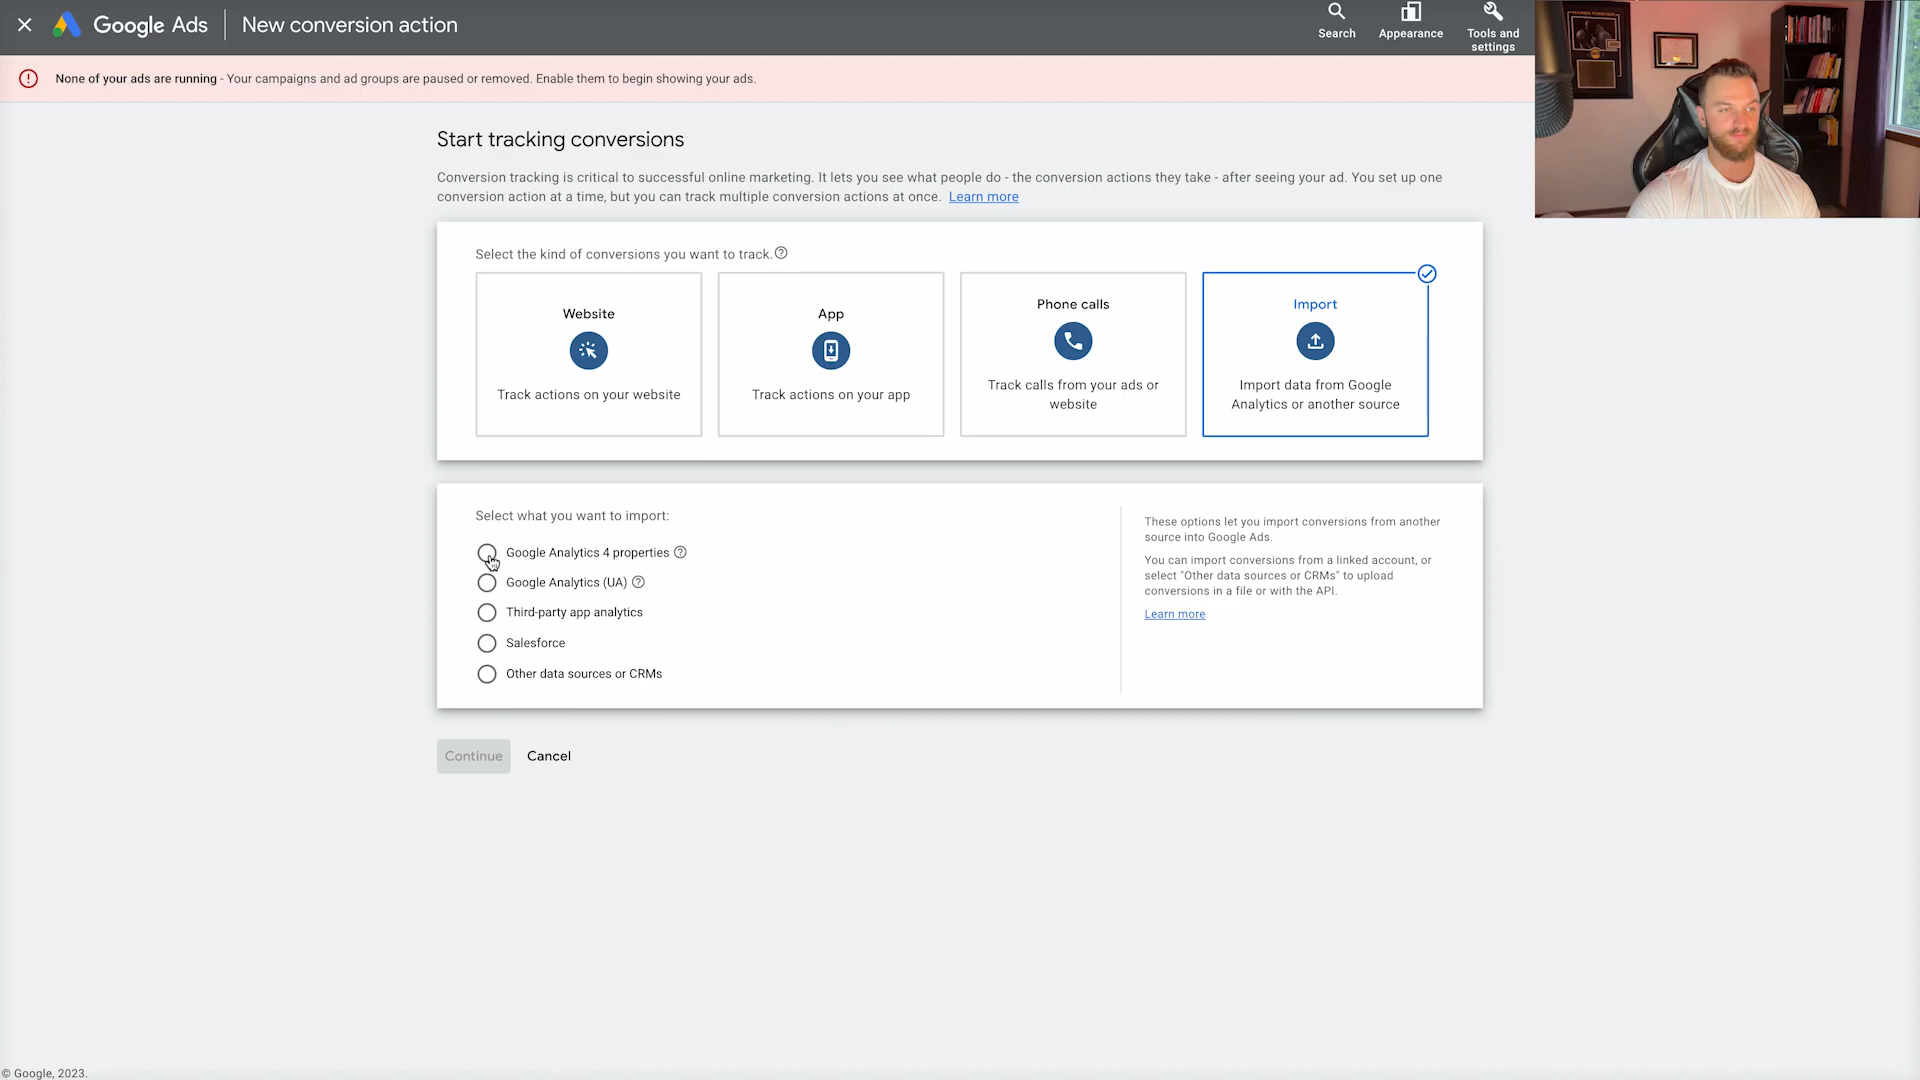 Google Ads
New conversion action
Search
Appearance
Tools and
settings
None of your ads are running - Your campaigns and ad groups are paused or removed. Enable them to begin showing your ads.
Start tracking conversions
Conversion tracking is critical to successful online marketing. It lets you see what people do - the conversion actions they take - after seeing your ad. You set up one
conversion action at a time, but you can track multiple conversion actions at once. Learn more
Select the kind of conversions you want to track.
Website
Track actions on your website
App
Track actions on your app
Phone calls
Track calls from your ads or
website
Import
Import data from Google
Analytics or another source
Select what you want to import:
Google Analytics 4 properties
Google Analytics (UA)
Third-party app analytics
Salesforce
Other data sources or CRMs
These options let you import conversions from another
source into Google Ads.
You can import conversions from a linked account, or
select "Other data sources or CRMs" to upload
conversions in a file or with the API.
Learn more
Continue
Cancel
© Google, 2023.